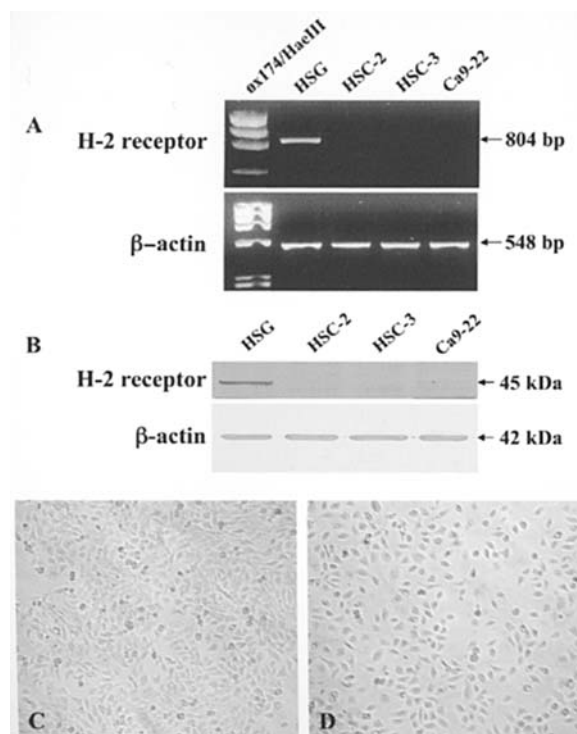 øx174/HaeIII HSG HSC-2 HSC-3 Ca9-22
A
H-2 receptor 804 bp
β-actin 548 bp
HSG HSC-2 HSC-3 Ca9-22
B
H-2 receptor 45 kDa
β-actin 42 kDa
C D